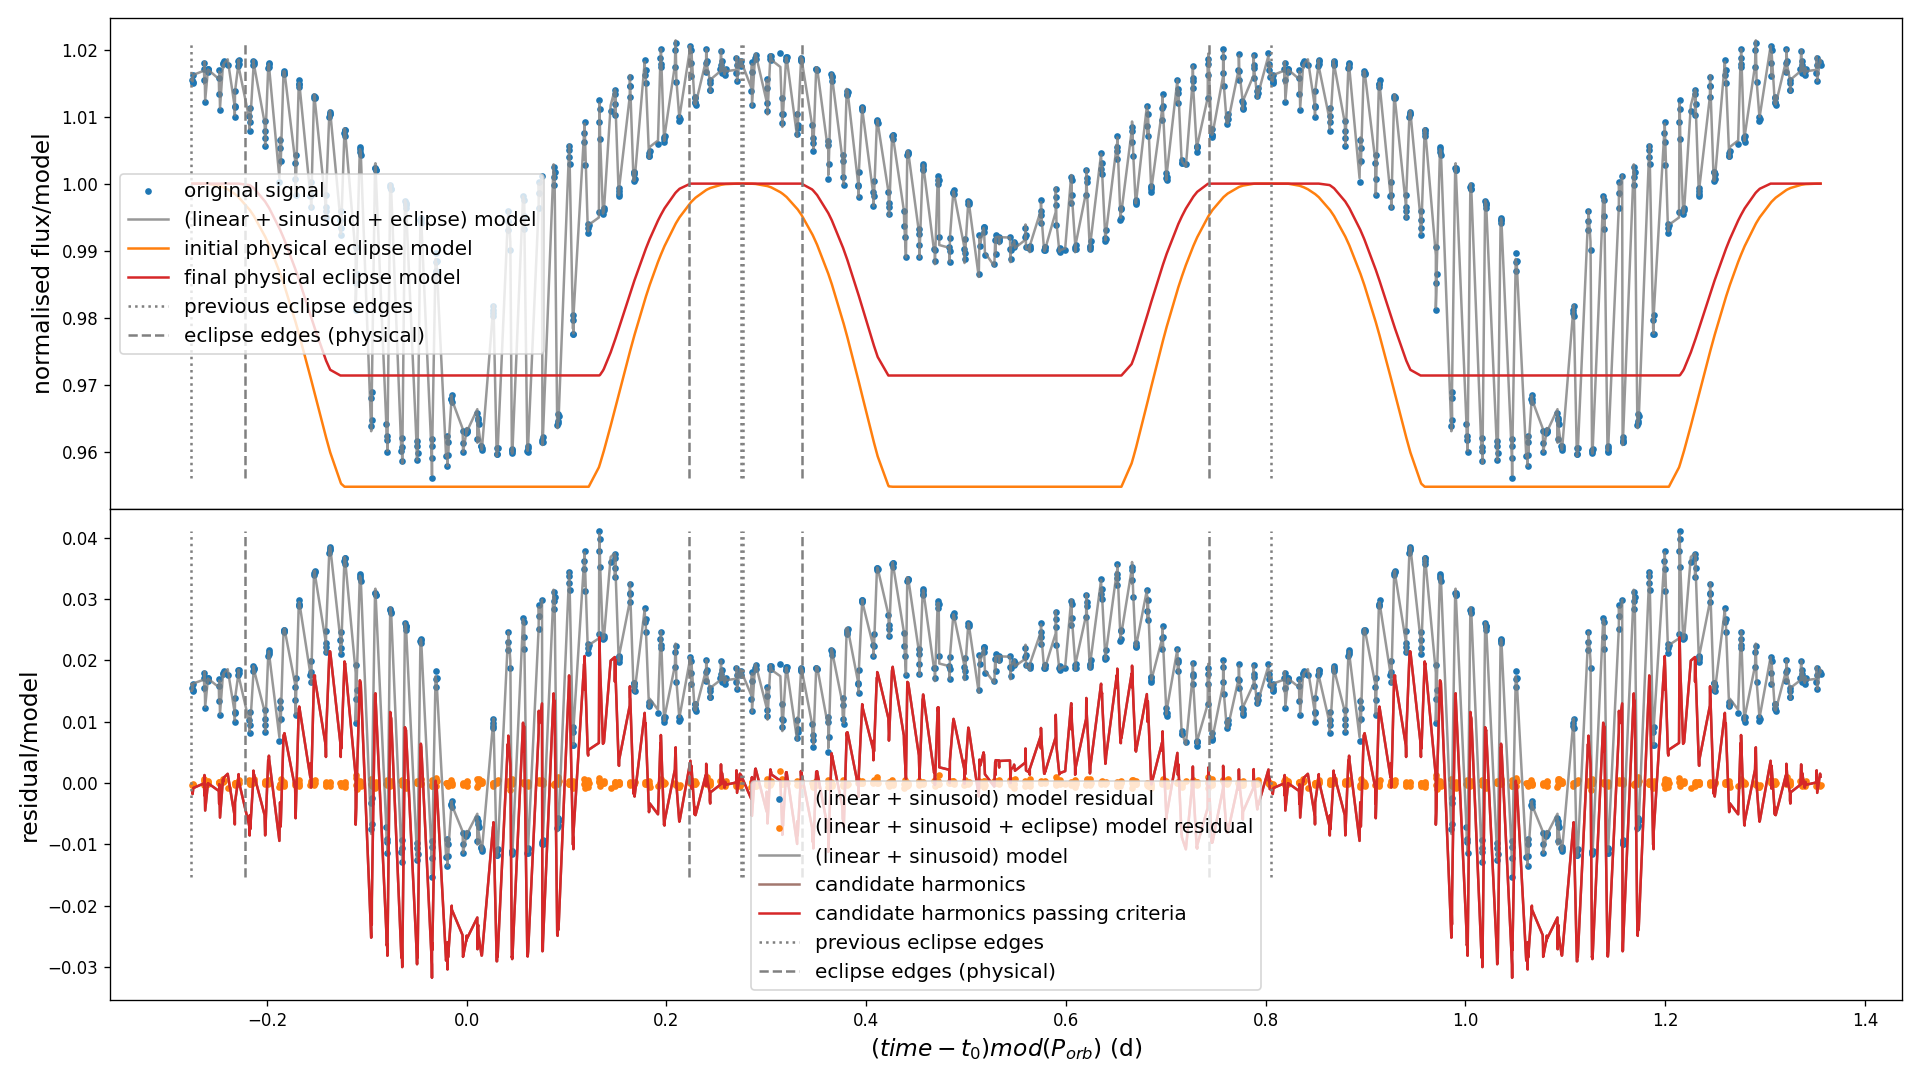 normalised flux/model
1.02
1.01
1.00
0.99
0.98
0.97
0.96
original signal
(linear + sinusoid + eclipse) model
initial physical eclipse model
final physical eclipse model
previous eclipse edges
eclipse edges (physical)
residual/model
0.04
0.03
0.02
0.01
0.00
−0.01
−0.02
−0.03
(linear + sinusoid) model residual
(linear + sinusoid + eclipse) model residual
(linear + sinusoid) model
candidate harmonics
candidate harmonics passing criteria
previous eclipse edges
eclipse edges (physical)
−0.2 0.0 0.2 0.4 0.6 0.8 1.0 1.2 1.4
(time − t₀)mod(P_orb) (d)